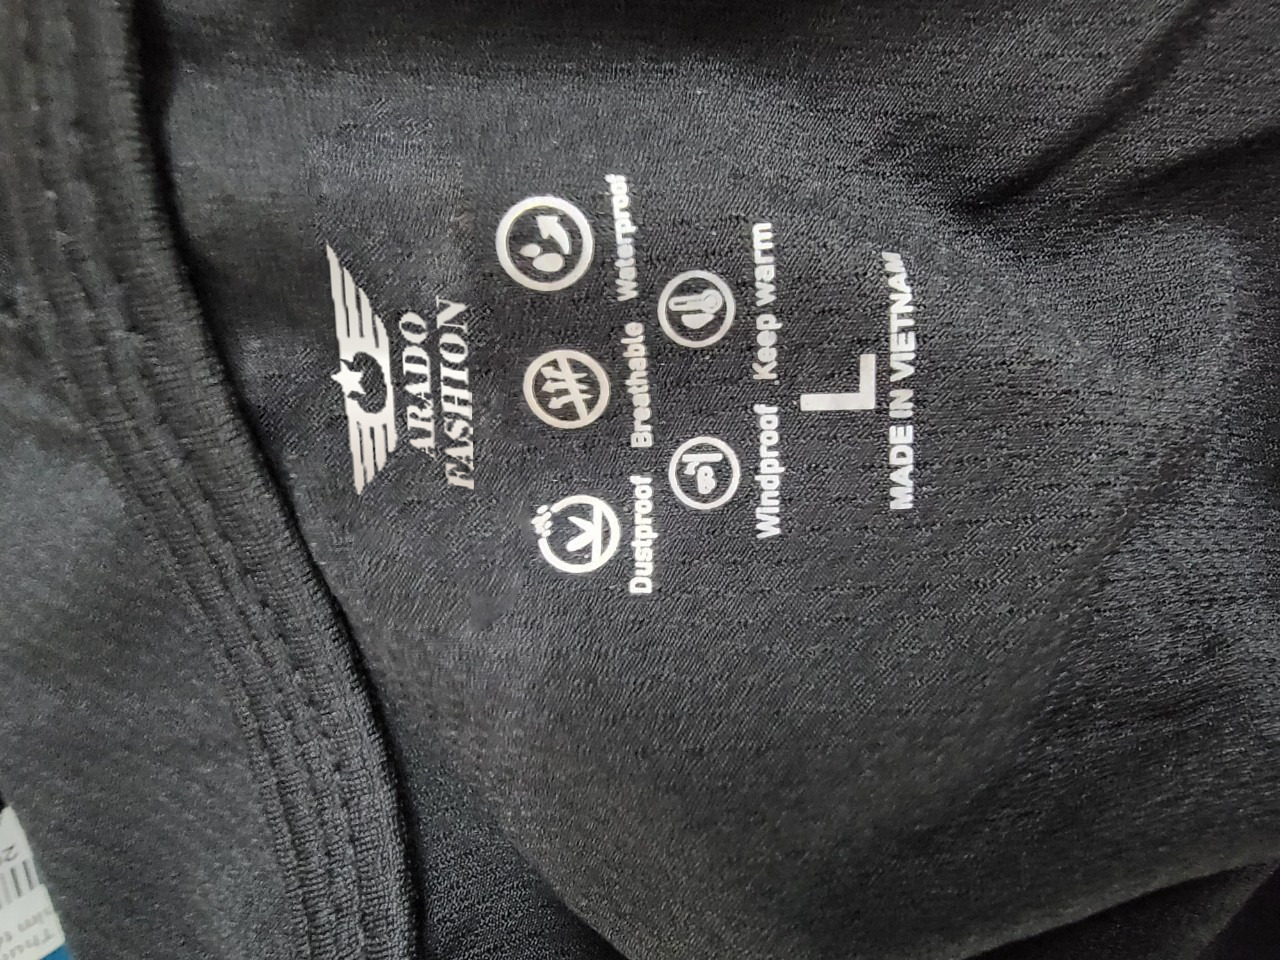 ARADO
FASHION
Dustproof Breathable Waterproof
Windproof Keep warm
L
MADE IN VIETNAM